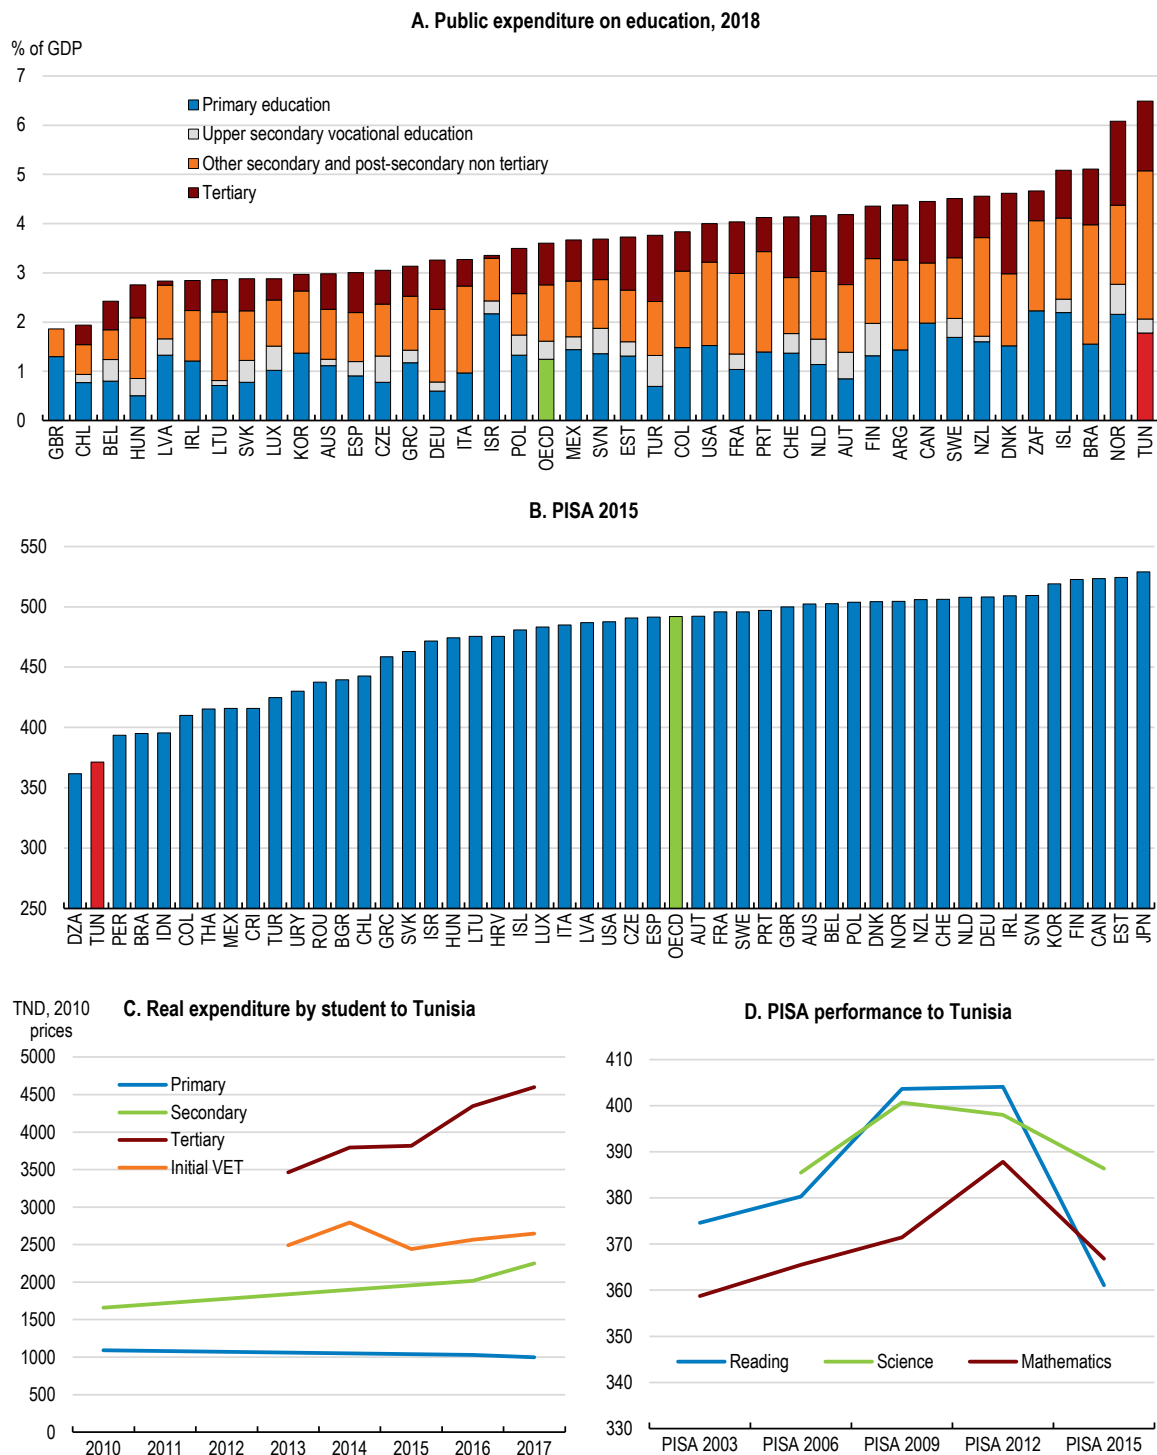 A. Public expenditure on education, 2018
% of GDP
7
6
5
4
3
2
1
0
Primary education
Upper secondary vocational education
Other secondary and post-secondary non tertiary
Tertiary
GBR CHL BEL HUN LVA IRL LTU SVK LUX KOR AUS ESP CZE GRC DEU ITA ISR POL OECD MEX SVN EST TUR COL USA FRA PRT CHE NLD AUT FIN ARG CAN SWE NZL DNK ZAF ISL BRA NOR TUN
B. PISA 2015
550
500
450
400
350
300
250
DZA TUN PER BRA IDN COL THA MEX CRI TUR URY ROU BGR CHL GRC SVK ISR HUN LTU HRV ISL LUX ITA LVA USA CZE ESP OECD AUT FRA SWE PRT GBR AUS BEL POL DNK NOR NZL CHE NLD DEU IRL SVN KOR FIN CAN EST JPN
TND, 2010
prices
C. Real expenditure by student to Tunisia
5000
4500
4000
3500
3000
2500
2000
1500
1000
500
0
Primary
Secondary
Tertiary
Initial VET
2010 2011 2012 2013 2014 2015 2016 2017
D. PISA performance to Tunisia
410
400
390
380
370
360
350
340
330
Reading Science Mathematics
PISA 2003 PISA 2006 PISA 2009 PISA 2012 PISA 2015